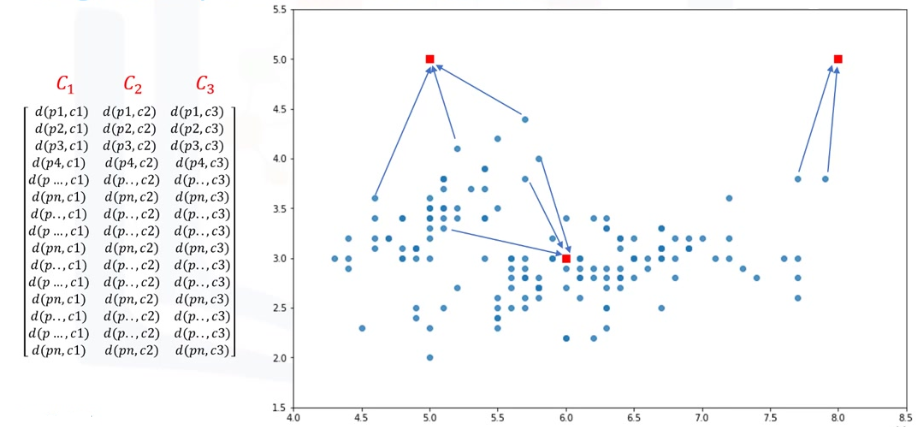 C1 C2 C3
d(p1,c1) d(p1,c2) d(p1,c3)
d(p2,c1) d(p2,c2) d(p2,c3)
d(p3,c1) d(p3,c2) d(p3,c3)
d(p4,c1) d(p4,c2) d(p4,c3)
d(p …,c1) d(p..,c2) d(p..,c3)
d(pn,c1) d(pn,c2) d(pn,c3)
d(p..,c1) d(p..,c2) d(p..,c3)
d(p …,c1) d(p..,c2) d(p..,c3)
d(pn,c1) d(pn,c2) d(pn,c3)
d(p..,c1) d(p..,c2) d(p..,c3)
d(p …,c1) d(p..,c2) d(p..,c3)
d(pn,c1) d(pn,c2) d(pn,c3)
d(p..,c1) d(p..,c2) d(p..,c3)
d(p …,c1) d(p..,c2) d(p..,c3)
d(pn,c1) d(pn,c2) d(pn,c3)
5.5
5.0
4.5
4.0
3.5
3.0
2.5
2.0
1.5
4.0 4.5 5.0 5.5 6.0 6.5 7.0 7.5 8.0 8.5